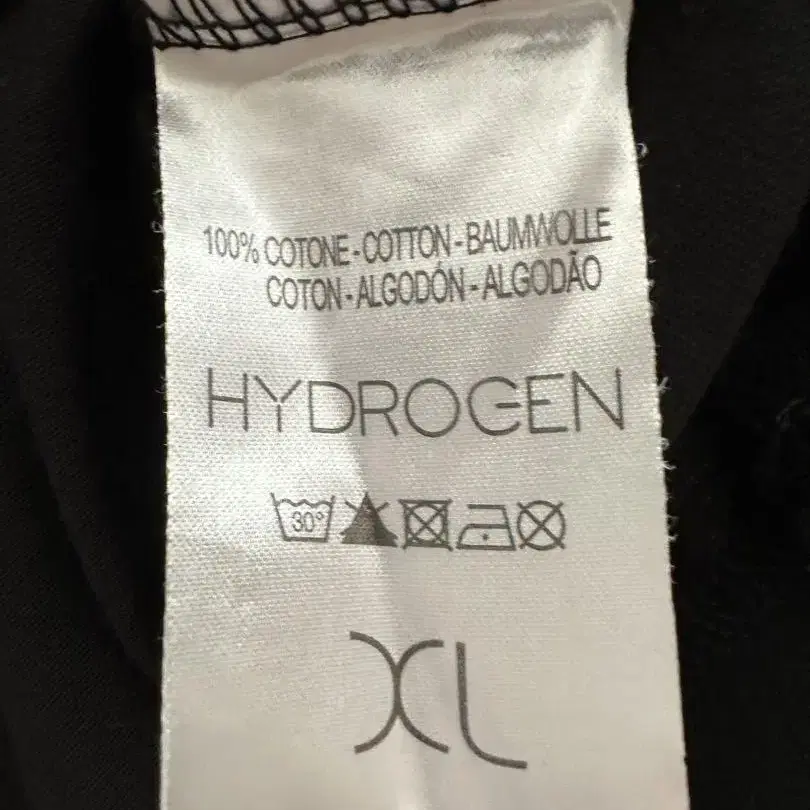 100% COTONE-COTTON-BAUMWOLLE
COTON-ALGODÓN-ALGODÃO
HYDROGEN
30°
XL